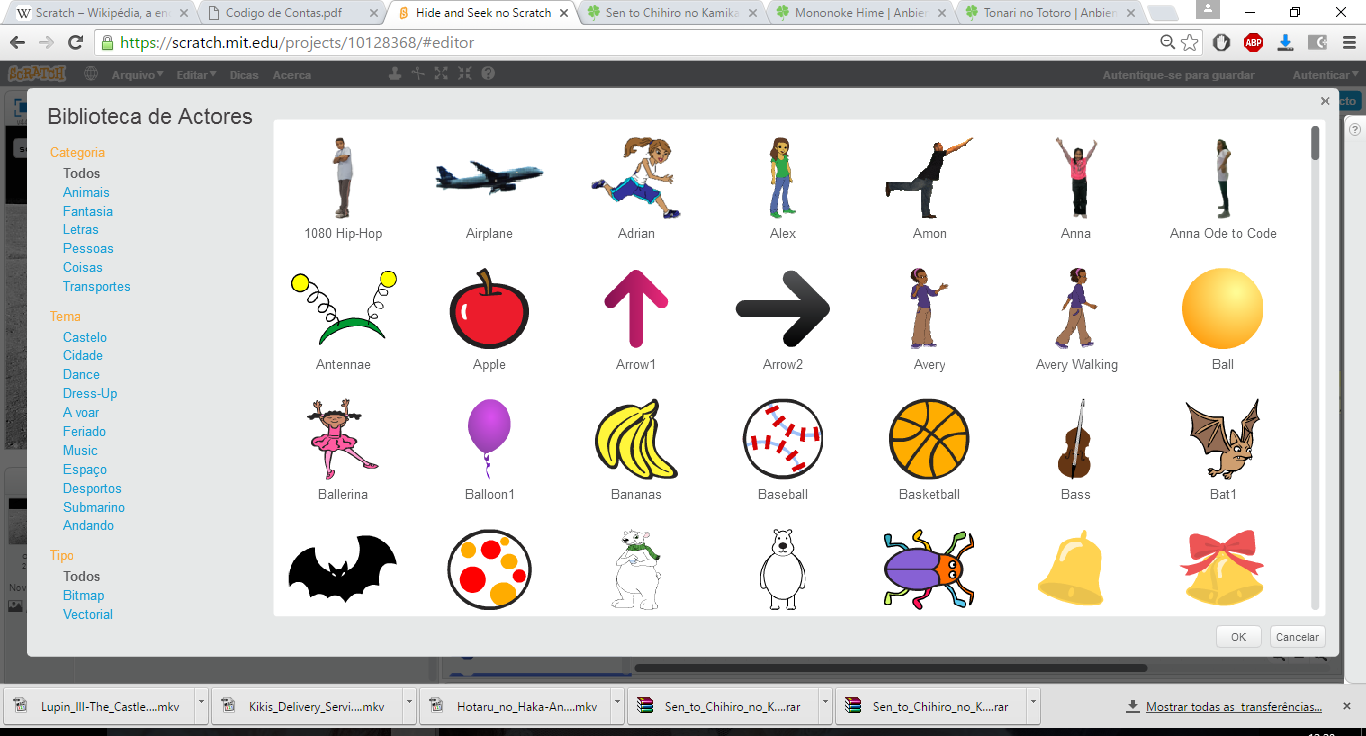 Scratch – Wikipédia, a en
Codigo de Contas.pdf
Hide and Seek no Scratch
Sen to Chihiro no Kamika
Mononoke Hime | Anbien
Tonari no Totoro | Anbien
https://scratch.mit.edu/projects/10128368/#editor
ABP
SCRATCH
Arquivo
Editar
Dicas
Acerca
Autentique-se para guardar
Autenticar
Biblioteca de Actores
Categoria
Todos
Animais
Fantasia
Letras
Pessoas
Coisas
Transportes
Tema
Castelo
Cidade
Dance
Dress-Up
A voar
Feriado
Music
Espaço
Desportos
Submarino
Andando
Tipo
Todos
Bitmap
Vectorial
1080 Hip-Hop
Airplane
Adrian
Alex
Amon
Anna
Anna Ode to Code
Antennae
Apple
Arrow1
Arrow2
Avery
Avery Walking
Ball
Ballerina
Balloon1
Bananas
Baseball
Basketball
Bass
Bat1
OK
Cancelar
Lupin_III-The_Castle....mkv
Kikis_Delivery_Servi....mkv
Hotaru_no_Haka-An....mkv
Sen_to_Chihiro_no_K....rar
Sen_to_Chihiro_no_K....rar
Mostrar todas as transferências...